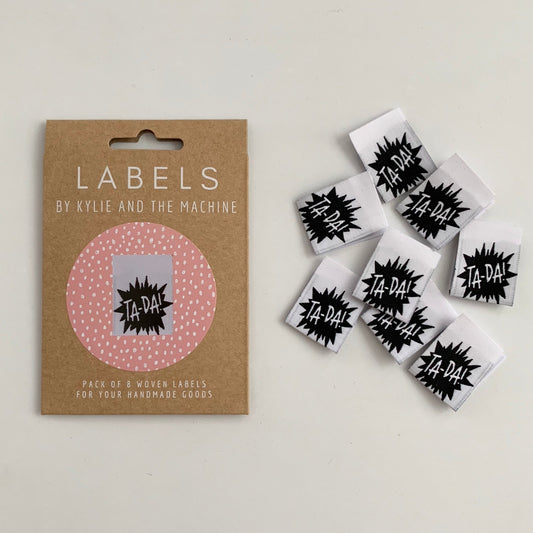 LABELS
BY KYLIE AND THE MACHINE
TA-DA!
PACK OF 8 WOVEN LABELS
FOR YOUR HANDMADE GOODS
TA-DA!
TA-DA!
TA-DA!
TA-DA!
TA-DA!
TA-DA!
TA-DA!
TA-DA!